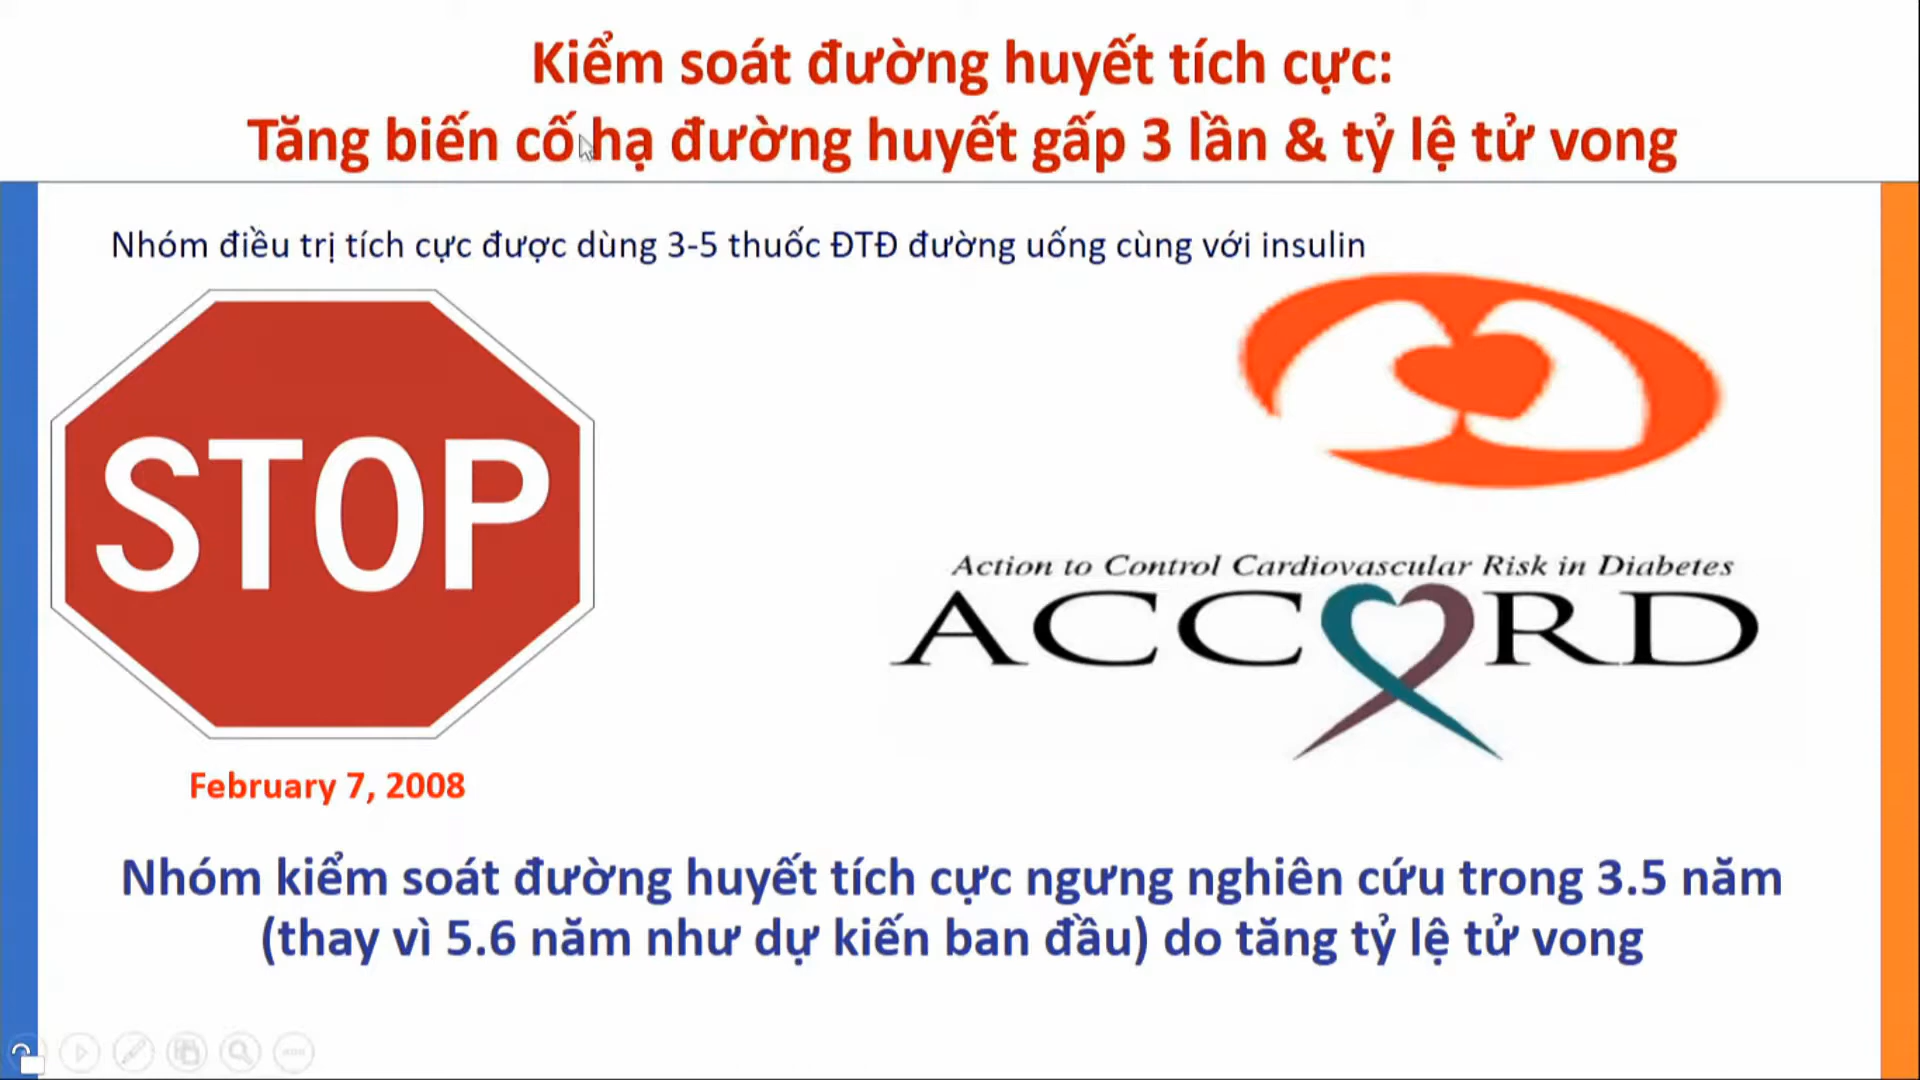 Kiểm soát đường huyết tích cực:
Tăng biến cố hạ đường huyết gấp 3 lần & tỷ lệ tử vong
Nhóm điều trị tích cực được dùng 3-5 thuốc ĐTĐ đường uống cùng với insulin
STOP
Action to Control Cardiovascular Risk in Diabetes
ACCORD
February 7, 2008
Nhóm kiểm soát đường huyết tích cực ngưng nghiên cứu trong 3.5 năm
(thay vì 5.6 năm như dự kiến ban đầu) do tăng tỷ lệ tử vong